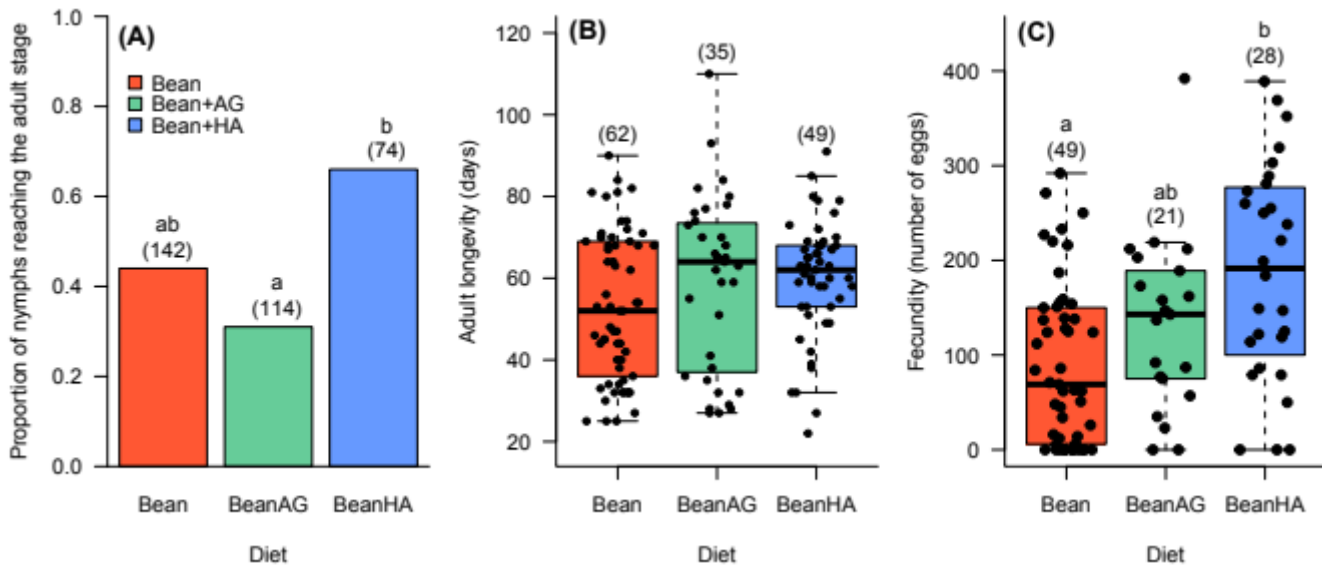 Proportion of nymphs reaching the adult stage
1.0
0.8
0.6
0.4
0.2
0.0
(A)
Bean
Bean+AG
Bean+HA
ab
(142)
a
(114)
b
(74)
Bean
BeanAG
BeanHA
Diet
Adult longevity (days)
120
100
80
60
40
20
(B)
(62)
(35)
(49)
Bean
BeanAG
BeanHA
Diet
Fecundity (number of eggs)
400
300
200
100
0
(C)
a
(49)
ab
(21)
b
(28)
Bean
BeanAG
BeanHA
Diet